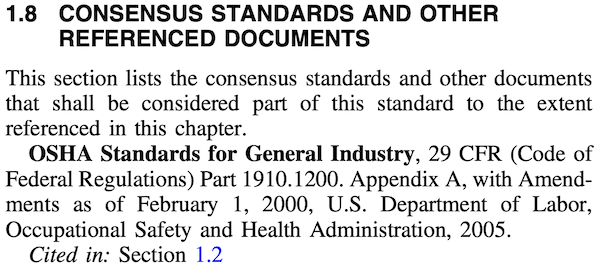 1.8 CONSENSUS STANDARDS AND OTHER
REFERENCED DOCUMENTS
This section lists the consensus standards and other documents
that shall be considered part of this standard to the extent
referenced in this chapter.
OSHA Standards for General Industry, 29 CFR (Code of
Federal Regulations) Part 1910.1200. Appendix A, with Amend-
ments as of February 1, 2000, U.S. Department of Labor,
Occupational Safety and Health Administration, 2005.
Cited in: Section 1.2